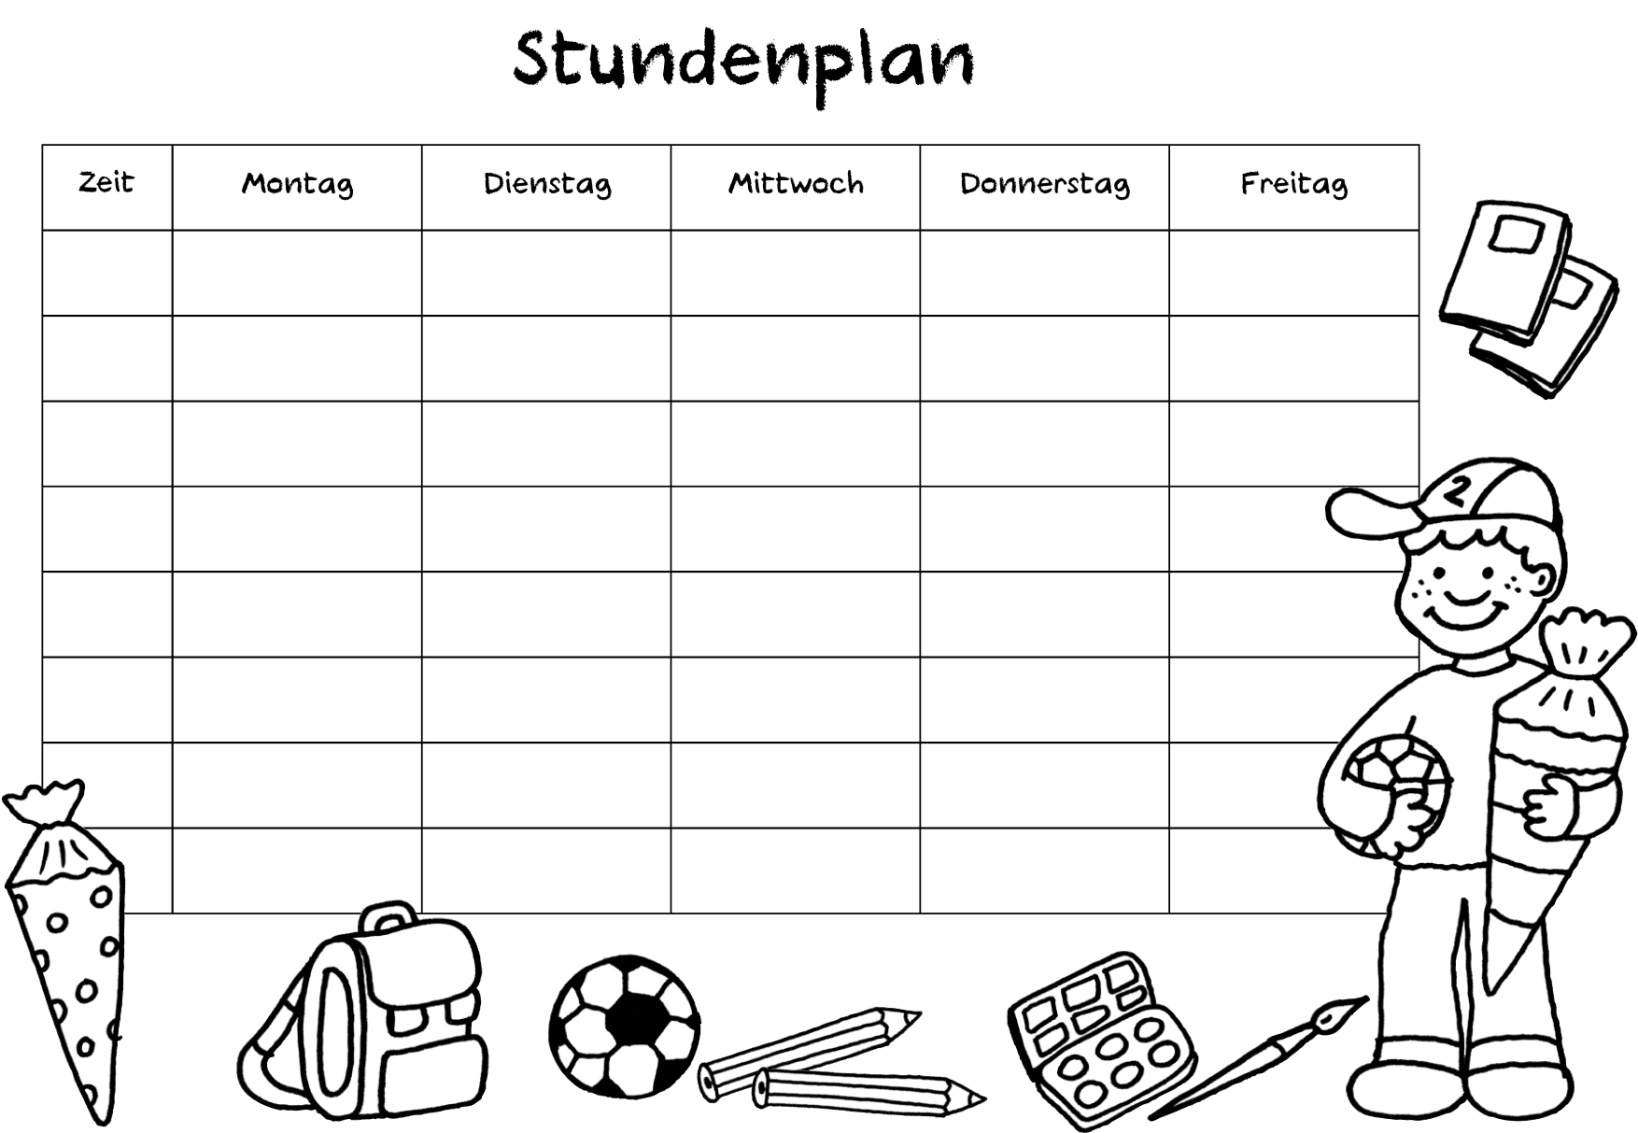 Stundenplan
Zeit Montag Dienstag Mittwoch Donnerstag Freitag
2